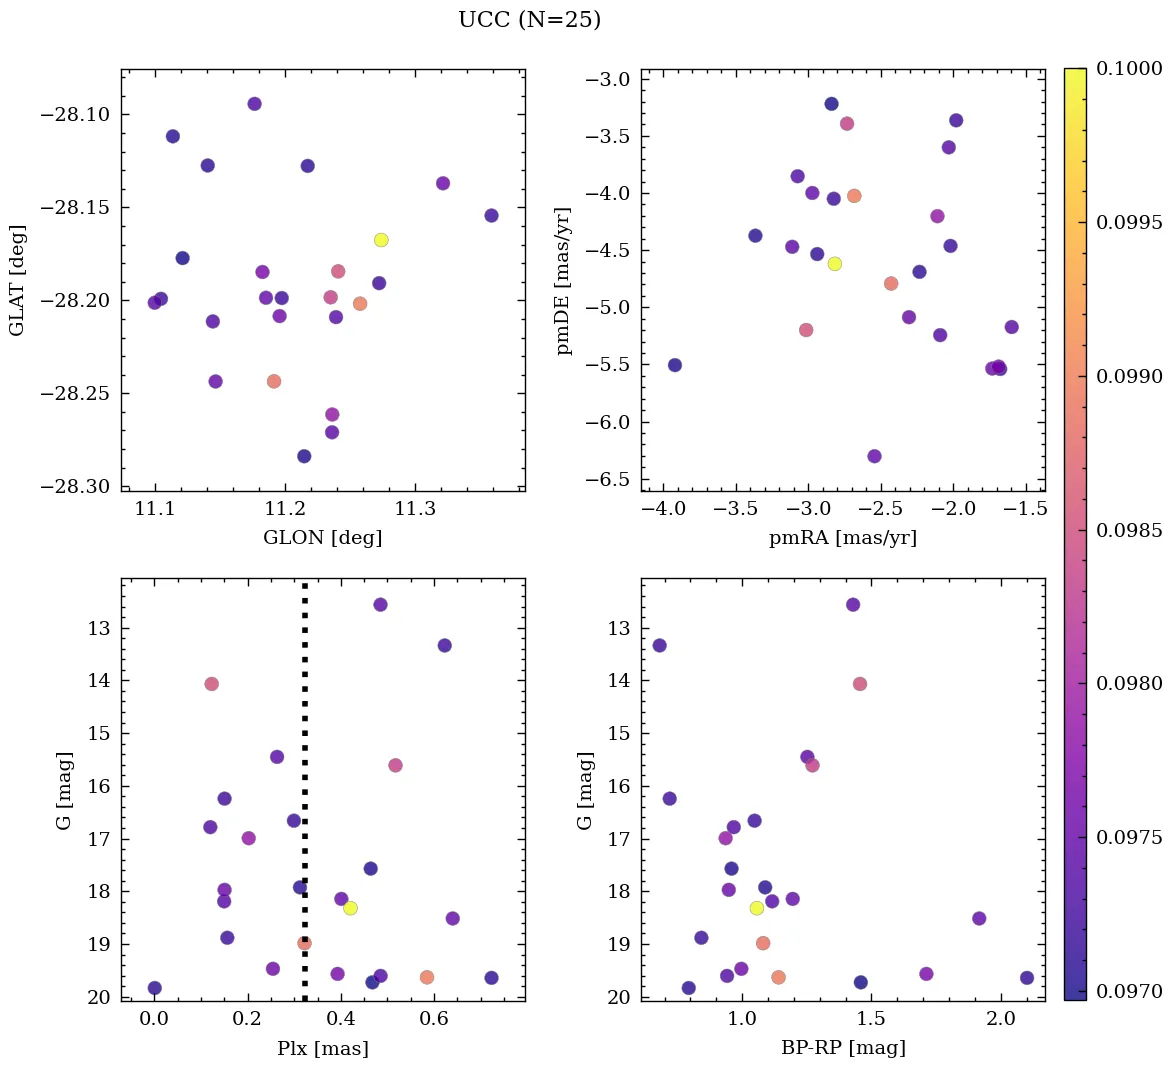 UCC (N=25)
−28.10
−28.15
−28.20
−28.25
−28.30
GLAT [deg]
11.1 11.2 11.3
GLON [deg]
−3.0
−3.5
−4.0
−4.5
−5.0
−5.5
−6.0
−6.5
pmDE [mas/yr]
−4.0 −3.5 −3.0 −2.5 −2.0 −1.5
pmRA [mas/yr]
13
14
15
16
17
18
19
20
G [mag]
0.0 0.2 0.4 0.6
Plx [mas]
13
14
15
16
17
18
19
20
G [mag]
1.0 1.5 2.0
BP-RP [mag]
0.1000
0.0995
0.0990
0.0985
0.0980
0.0975
0.0970